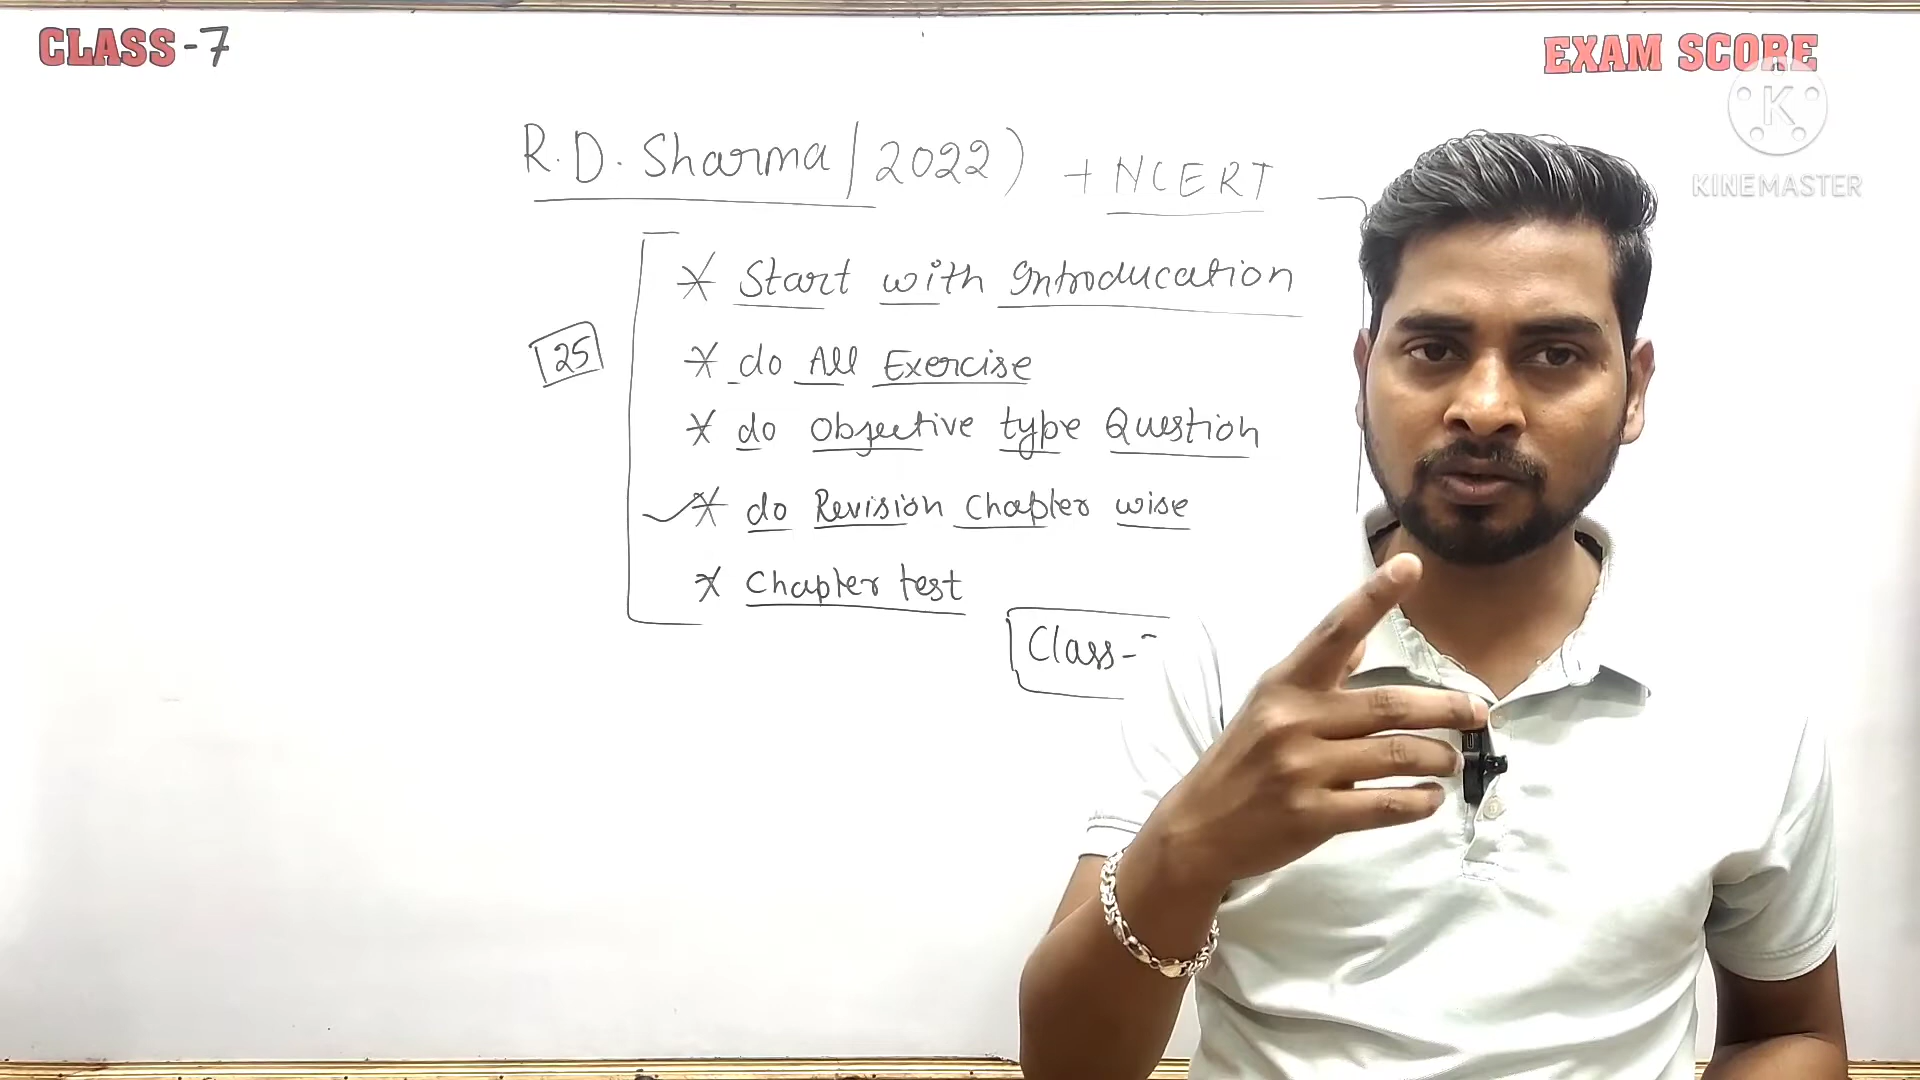 CLASS-7
EXAM SCORE
K
KINEMASTER
R.D. Sharma (2022) + NCERT
* Start with Introducation
25
* do All Exercise
* do Objective type Question
* do Revision Chapter wise
* Chapter test
Class-